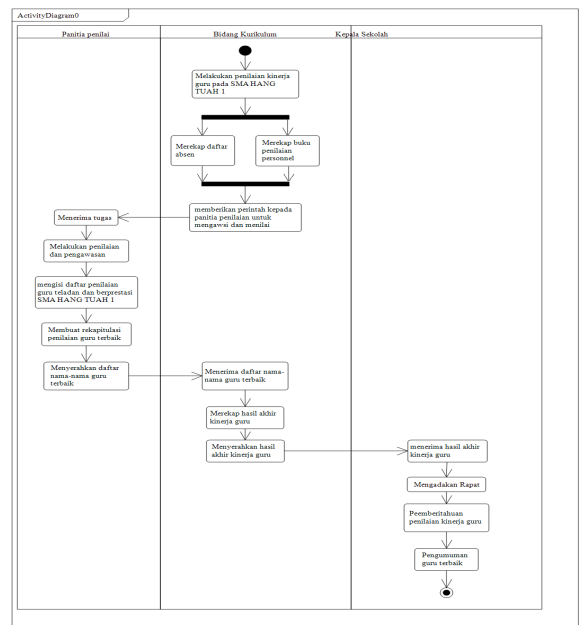 ActivityDiagram0
Panitia penilai
Bidang Kurikulum
Kepala Sekolah
Melakukan penilaian kinerja
guru pada SMA HANG
TUAH 1
Merekap daftar
absen
Merekap buku
penilaian
personnel
memberikan perintah kepada
panitia penilaian untuk
mengawsi dan menilai
Menerima tugas
Melakukan penilaian
dan pengawasan
mengisi daftar penilaian
guru teladan dan berprestasi
SMA HANG TUAH 1
Membuat rekapitulasi
penilaian guru terbaik
Menyerahkan daftar
nama-nama guru
terbaik
Menerima daftar nama-
nama guru terbaik
Merekap hasil akhir
kinerja guru
Menyerahkan hasil
akhir kinerja guru
menerima hasil akhir
kinerja guru
Mengadakan Rapat
Peemberitahuan
penilaian kinerja guru
Pengumuman
guru terbaik